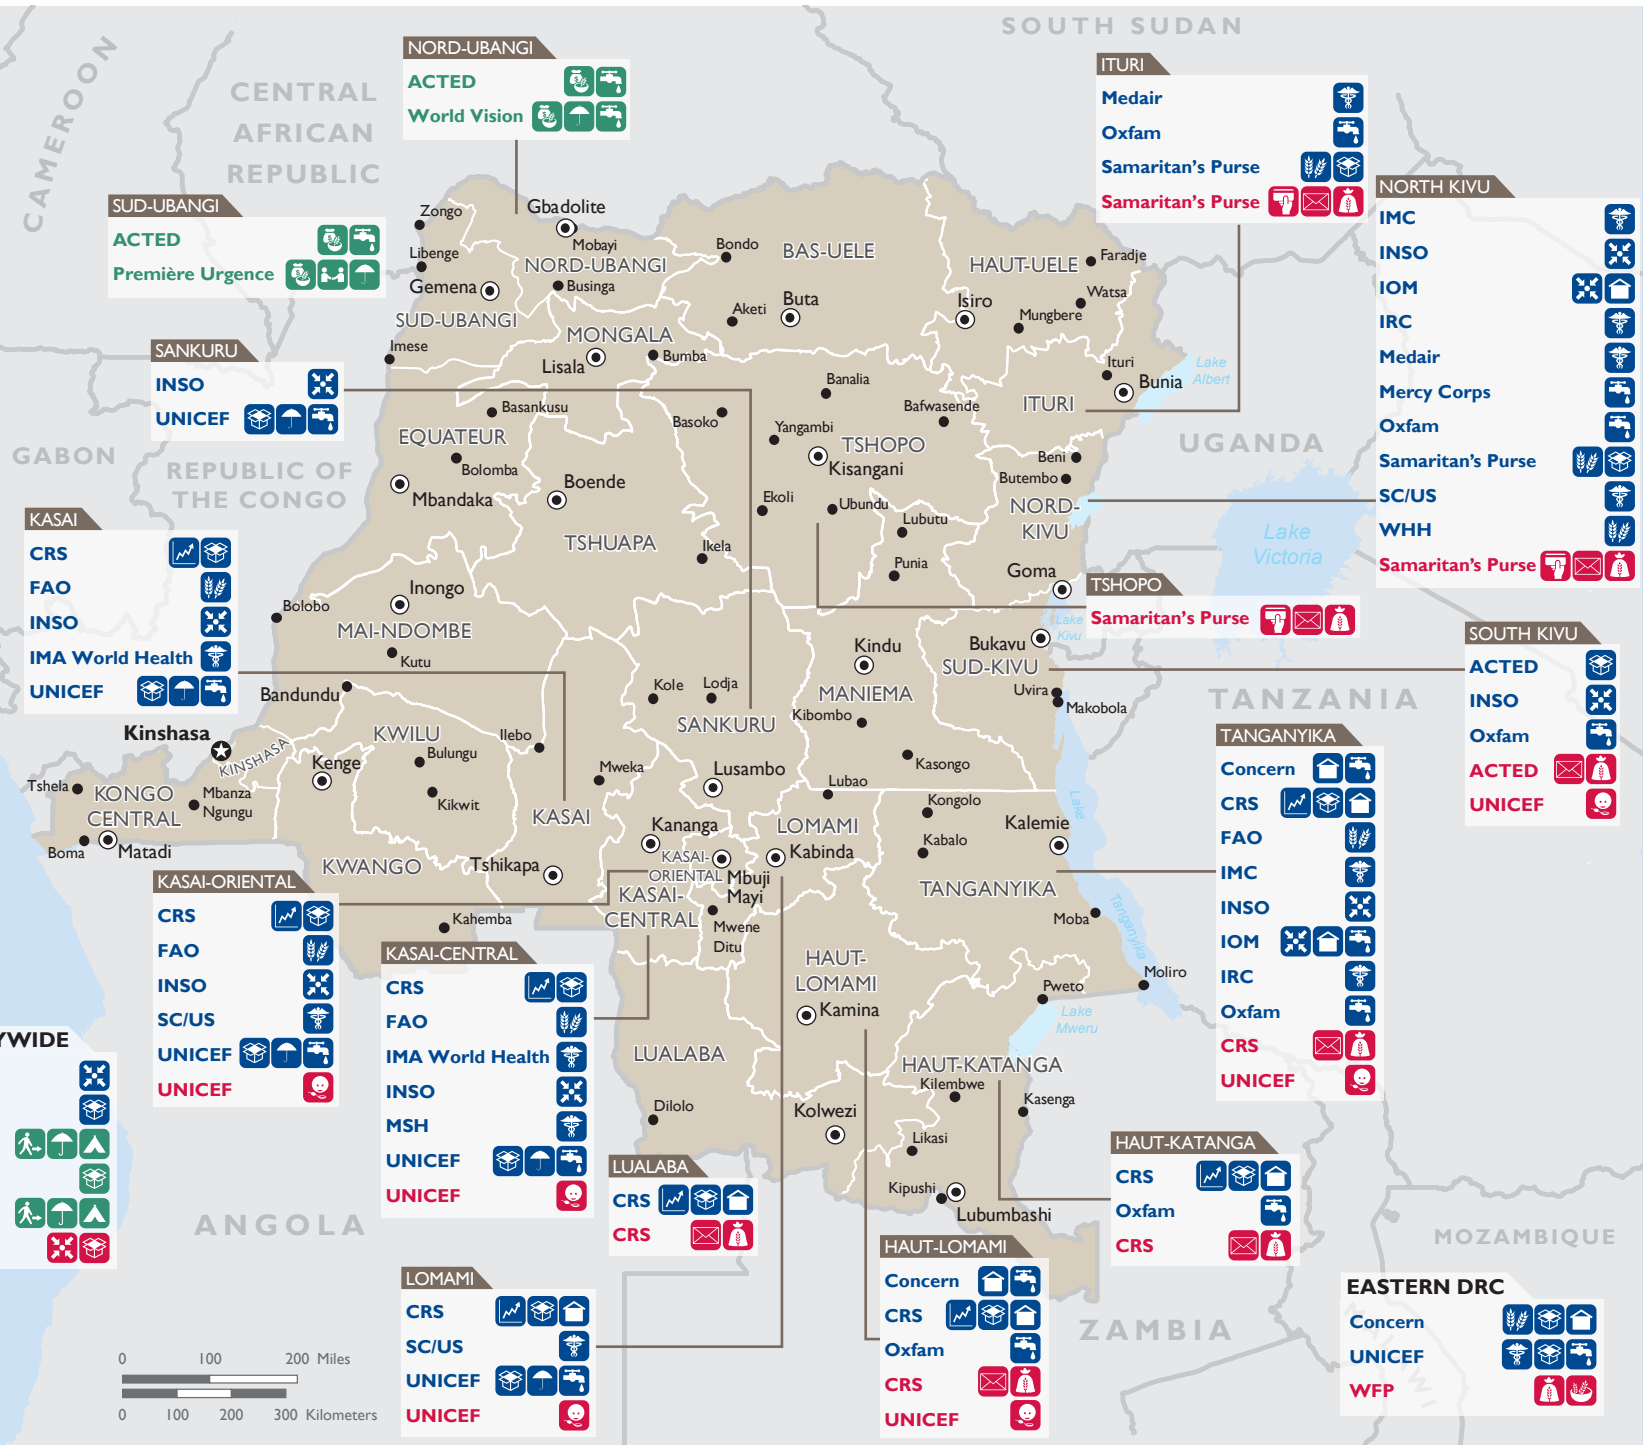 SOUTH SUDAN
CAMEROON
CENTRAL
AFRICAN
REPUBLIC
NORD-UBANGI
ACTED
World Vision
ITURI
Medair
Oxfam
Samaritan's Purse
Samaritan's Purse
NORTH KIVU
IMC
INSO
IOM
IRC
Medair
Mercy Corps
Oxfam
Samaritan's Purse
SC/US
WHH
Samaritan's Purse
SUD-UBANGI
ACTED
Première Urgence
SANKURU
INSO
UNICEF
GABON
REPUBLIC OF
THE CONGO
UGANDA
Lake
Albert
Lake
Victoria
Zongo
Gbadolite
Mobayi
Libenge
NORD-UBANGI
Gemena
Businga
SUD-UBANGI
Imese
Bondo
BAS-UELE
HAUT-UELE
Faradje
Aketi
Buta
Isiro
Watsa
Mungbere
MONGALA
Lisala
Bumba
Ituri
Bunia
ITURI
Banalia
Bafwasende
Basankusu
Basoko
EQUATEUR
Yangambi
TSHOPO
Bolomba
Kisangani
Beni
Butembo
Mbandaka
Boende
Ekoli
Ubundu
NORD-
KIVU
Lubutu
TSHUAPA
Ikela
Punia
Goma
KASAI
CRS
FAO
INSO
IMA World Health
UNICEF
TSHOPO
Samaritan's Purse
Inongo
Bolobo
MAI-NDOMBE
Kutu
Bandundu
Lake
Kivu
Bukavu
Kindu
SUD-KIVU
MANIEMA
Uvira
Makobola
Kibombo
Kole
Lodja
SANKURU
SOUTH KIVU
ACTED
INSO
Oxfam
ACTED
UNICEF
TANZANIA
Kinshasa
KINSHASA
KWILU
Bulungu
Ilebo
Kenge
Kikwit
Mweka
Lusambo
Kasongo
Lubao
Tshela
KONGO
CENTRAL
Mbanza
Ngungu
Boma
Matadi
KASAI
Kananga
LOMAMI
Kabinda
Kongolo
Kabalo
Kalemie
Lake
Tanganyika
KWANGO
Tshikapa
KASAI-
ORIENTAL
Mbuji
Mayi
KASAI-
CENTRAL
Mwene
Ditu
TANGANYIKA
Moba
Kahemba
TANGANYIKA
Concern
CRS
FAO
IMC
INSO
IOM
IRC
Oxfam
CRS
UNICEF
KASAI-ORIENTAL
CRS
FAO
INSO
SC/US
UNICEF
UNICEF
KASAI-CENTRAL
CRS
FAO
IMA World Health
INSO
MSH
UNICEF
UNICEF
HAUT-
LOMAMI
Kamina
Pweto
Moliro
Lake
Mweru
LUALABA
HAUT-KATANGA
Kilembwe
Kasenga
Dilolo
Kolwezi
Likasi
Kipushi
Lubumbashi
YWIDE
ANGOLA
LUALABA
CRS
CRS
HAUT-KATANGA
CRS
Oxfam
CRS
MOZAMBIQUE
HAUT-LOMAMI
Concern
CRS
Oxfam
CRS
UNICEF
LOMAMI
CRS
SC/US
UNICEF
UNICEF
ZAMBIA
MALAWI
EASTERN DRC
Concern
UNICEF
WFP
0 100 200 Miles
0 100 200 300 Kilometers